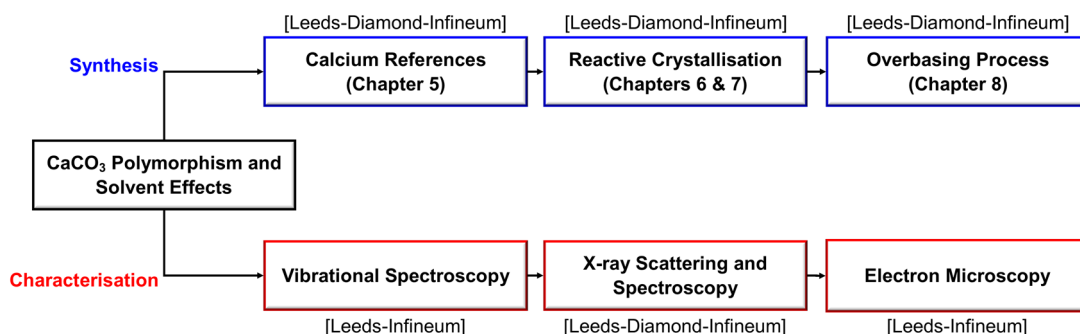 [Leeds-Diamond-Infineum]
[Leeds-Diamond-Infineum]
[Leeds-Diamond-Infineum]
Synthesis
Calcium References
(Chapter 5)
Reactive Crystallisation
(Chapters 6 & 7)
Overbasing Process
(Chapter 8)
CaCO₃ Polymorphism and
Solvent Effects
Characterisation
Vibrational Spectroscopy
X-ray Scattering and
Spectroscopy
Electron Microscopy
[Leeds-Infineum]
[Leeds-Diamond-Infineum]
[Leeds-Infineum]